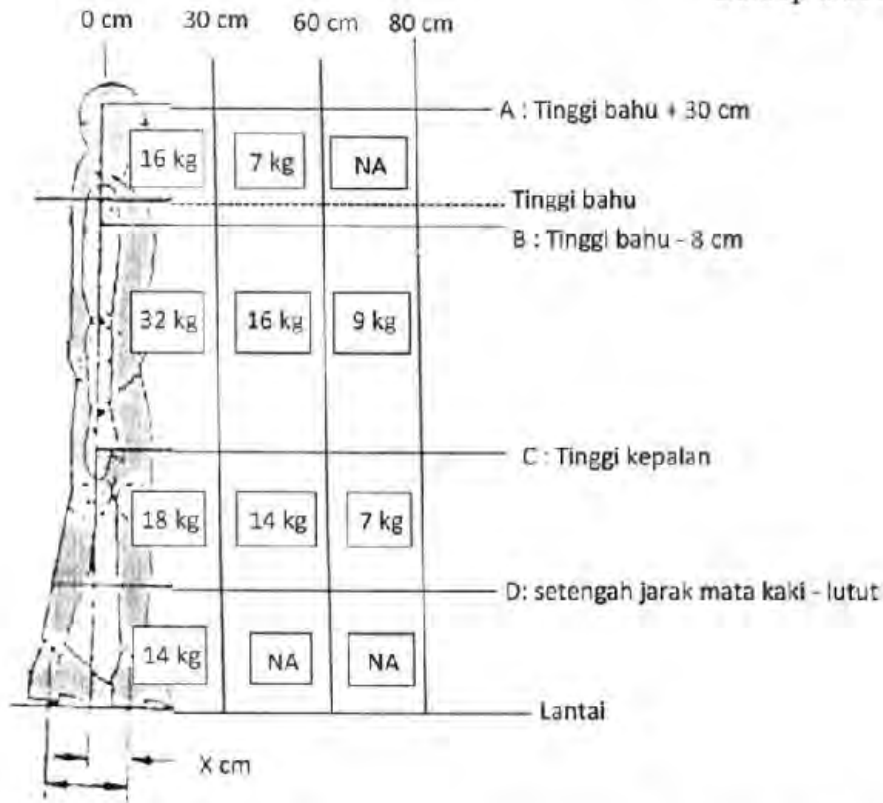 0 cm 30 cm 60 cm 80 cm
A : Tinggi bahu + 30 cm
16 kg 7 kg NA
Tinggi bahu
B : Tinggi bahu - 8 cm
32 kg 16 kg 9 kg
C : Tinggi kepalan
18 kg 14 kg 7 kg
D: setengah jarak mata kaki - lutut
14 kg NA NA
Lantai
X cm